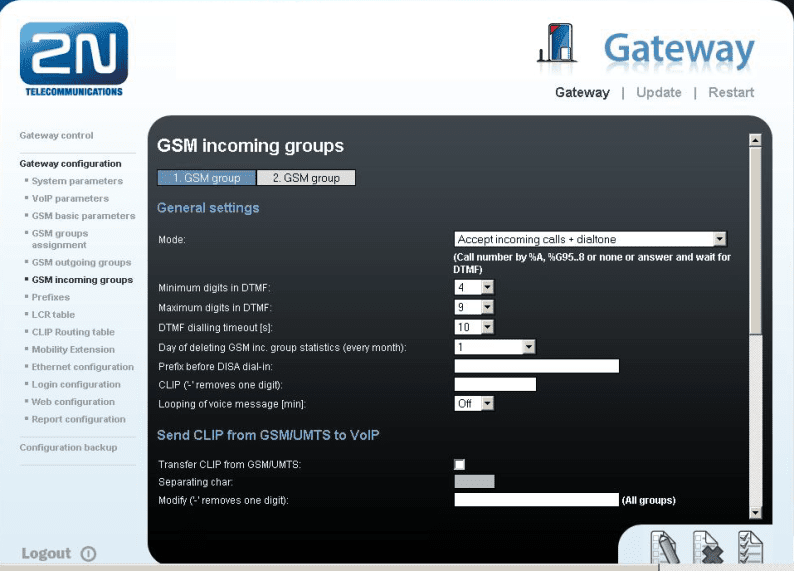 2N
TELECOMMUNICATIONS
Gateway
Gateway | Update | Restart
Gateway control
Gateway configuration
System parameters
VoIP parameters
GSM basic parameters
GSM groups
assignment
GSM outgoing groups
GSM incoming groups
Prefixes
LCR table
CLIP Routing table
Mobility Extension
Ethernet configuration
Login configuration
Web configuration
Report configuration
Configuration backup
Logout
GSM incoming groups
1. GSM group 2. GSM group
General settings
Mode: Accept incoming calls + dialtone
(Call number by %A, %G95..8 or none or answer and wait for
DTMF)
Minimum digits in DTMF: 4
Maximum digits in DTMF: 9
DTMF dialling timeout [s]: 10
Day of deleting GSM inc. group statistics (every month): 1
Prefix before DISA dial-in:
CLIP ('-' removes one digit):
Looping of voice message [min]: Off
Send CLIP from GSM/UMTS to VoIP
Transfer CLIP from GSM/UMTS:
Separating char:
Modify ('-' removes one digit): (All groups)